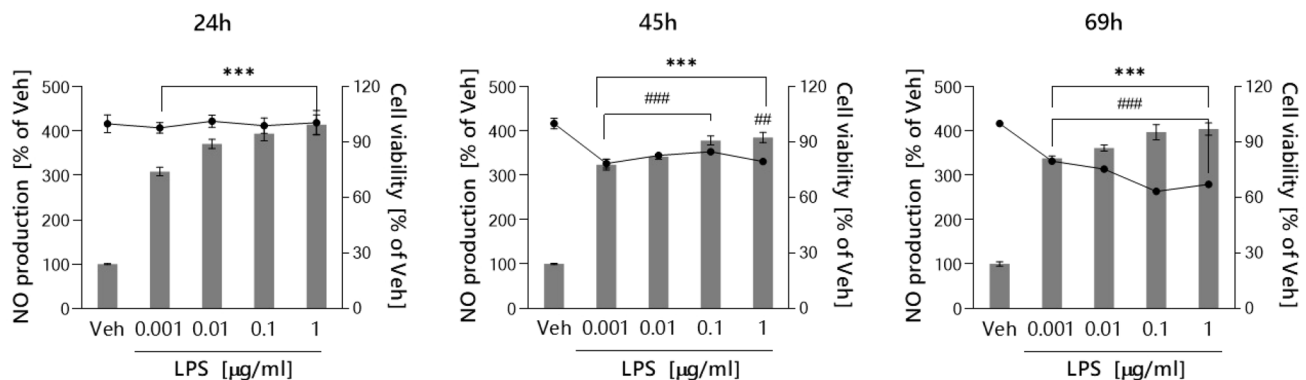 24h
***
NO production [% of Veh]
500
400
300
200
100
0
120
90
60
30
0
Cell viability
[% of Veh]
Veh 0.001 0.01 0.1 1
LPS [μg/ml]
45h
***
###
##
NO production [% of Veh]
500
400
300
200
100
0
120
90
60
30
0
Cell viability
[% of Veh]
Veh 0.001 0.01 0.1 1
LPS [μg/ml]
69h
***
###
NO production [% of Veh]
500
400
300
200
100
0
120
90
60
30
0
Cell viability
[% of Veh]
Veh 0.001 0.01 0.1 1
LPS [μg/ml]